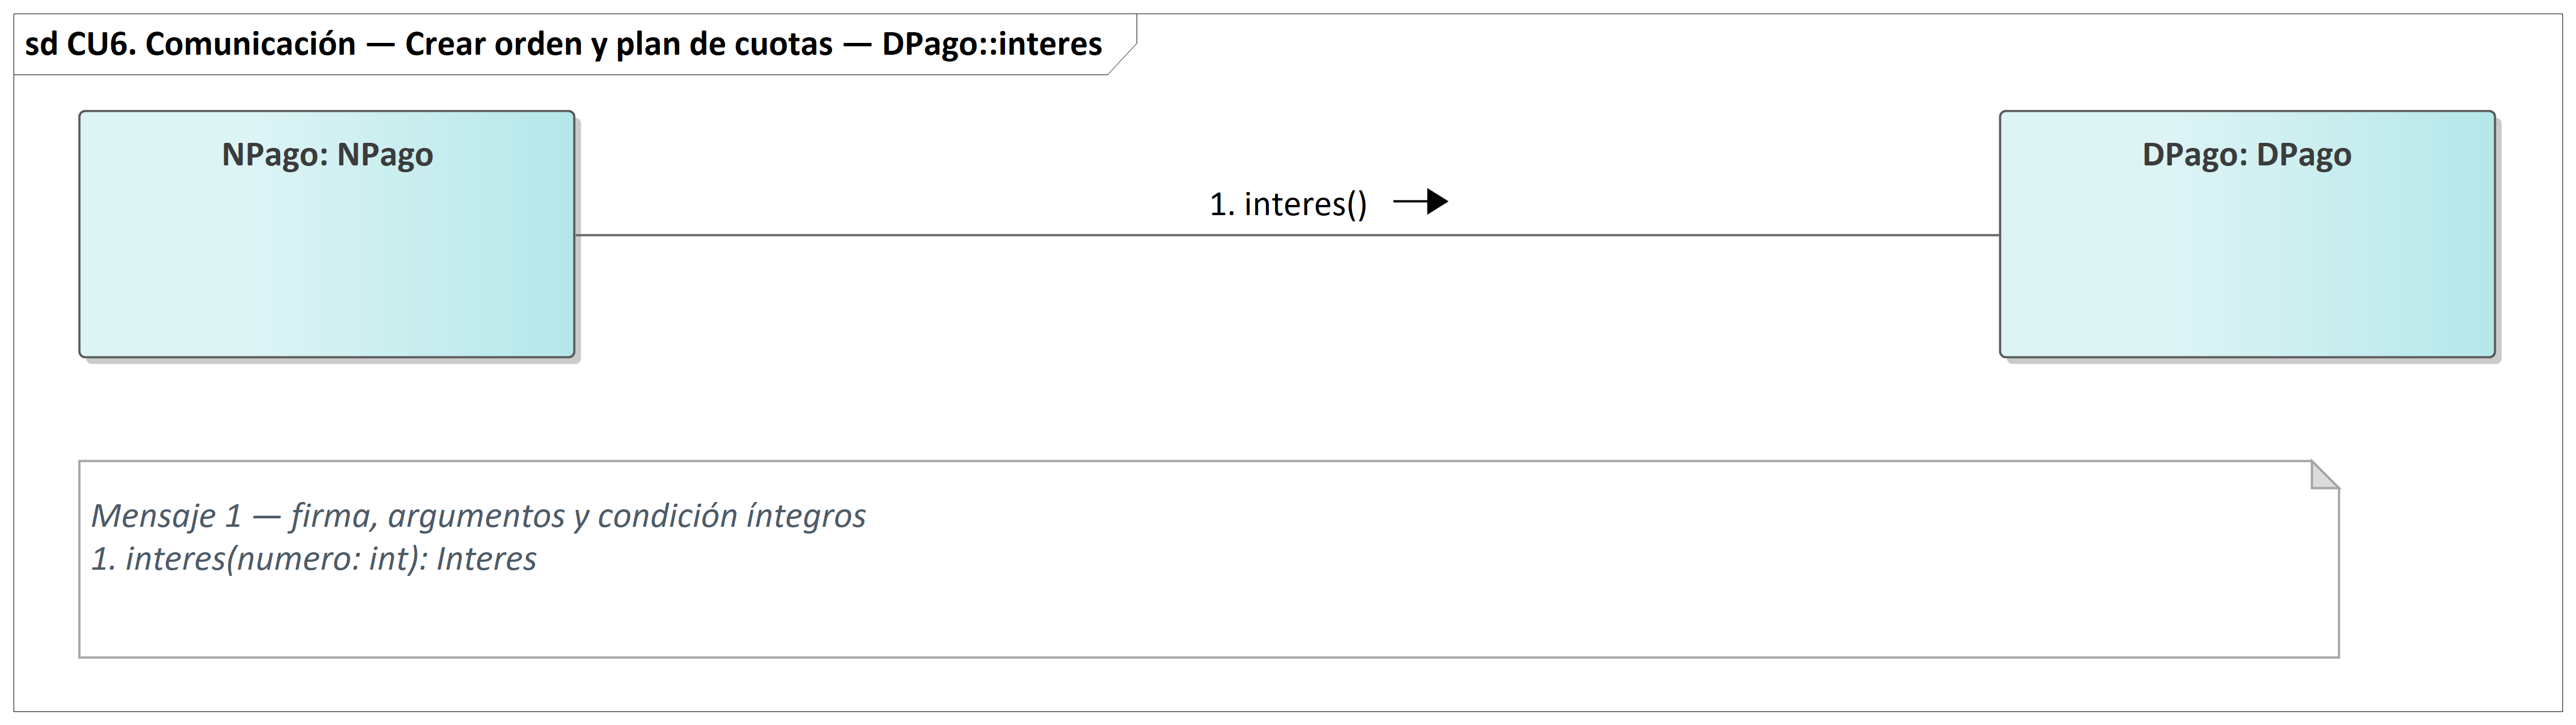 sd CU6. Comunicación — Crear orden y plan de cuotas — DPago::interes
NPago: NPago
DPago: DPago
1. interes()
Mensaje 1 — firma, argumentos y condición íntegros
1. interes(numero: int): Interes